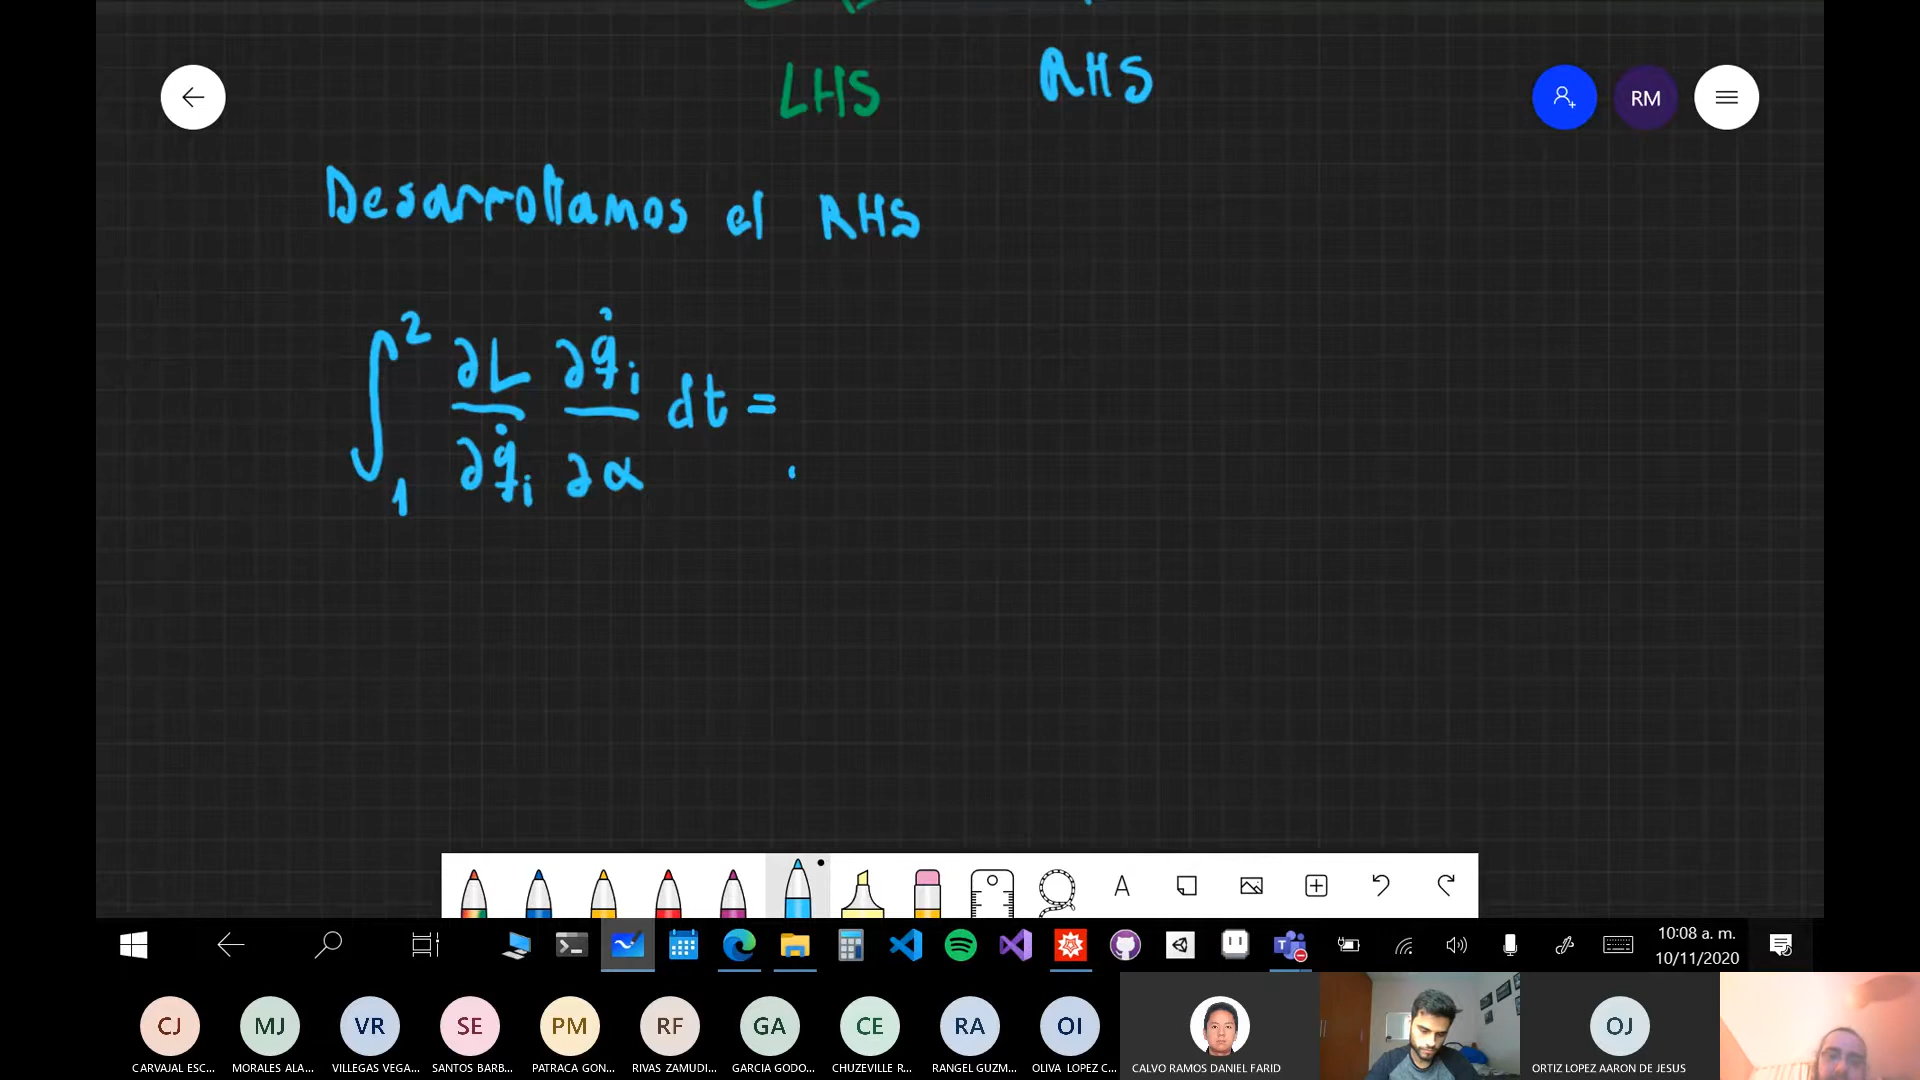 LHS RHS
RM
Desarrollamos el RHS
∫₁² ∂L/∂q̇ᵢ ∂q̇ᵢ/∂α dt =
A
10:08 a. m.
10/11/2020
CJ MJ VR SE PM RF GA CE RA OI OJ
CARVAJAL ESC... MORALES ALA... VILLEGAS VEGA... SANTOS BARB... PATRACA GON... RIVAS ZAMUDI... GARCIA GODO... CHUZEVILLE R... RANGEL GUZM... OLIVA LOPEZ C... CALVO RAMOS DANIEL FARID ORTIZ LOPEZ AARON DE JESUS